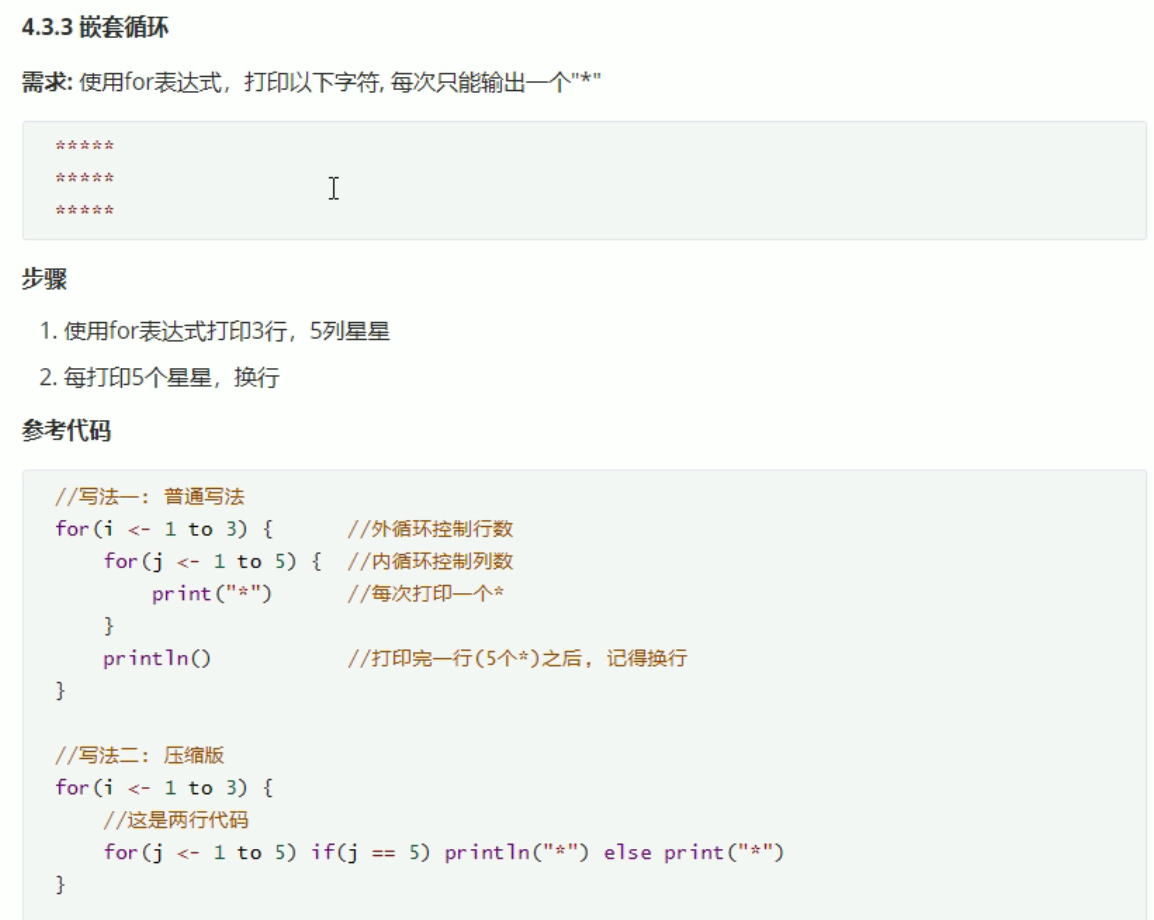 4.3.3 嵌套循环
需求: 使用for表达式，打印以下字符, 每次只能输出一个"*"
*****
*****
*****
步骤
1. 使用for表达式打印3行，5列星星
2. 每打印5个星星，换行
参考代码
//写法一: 普通写法
for(i <- 1 to 3) {      //外循环控制行数
    for(j <- 1 to 5) {  //内循环控制列数
        print("*")      //每次打印一个*
    }
    println()           //打印完一行(5个*)之后, 记得换行
}
//写法二: 压缩版
for(i <- 1 to 3) {
    //这是两行代码
    for(j <- 1 to 5) if(j == 5) println("*") else print("*")
}